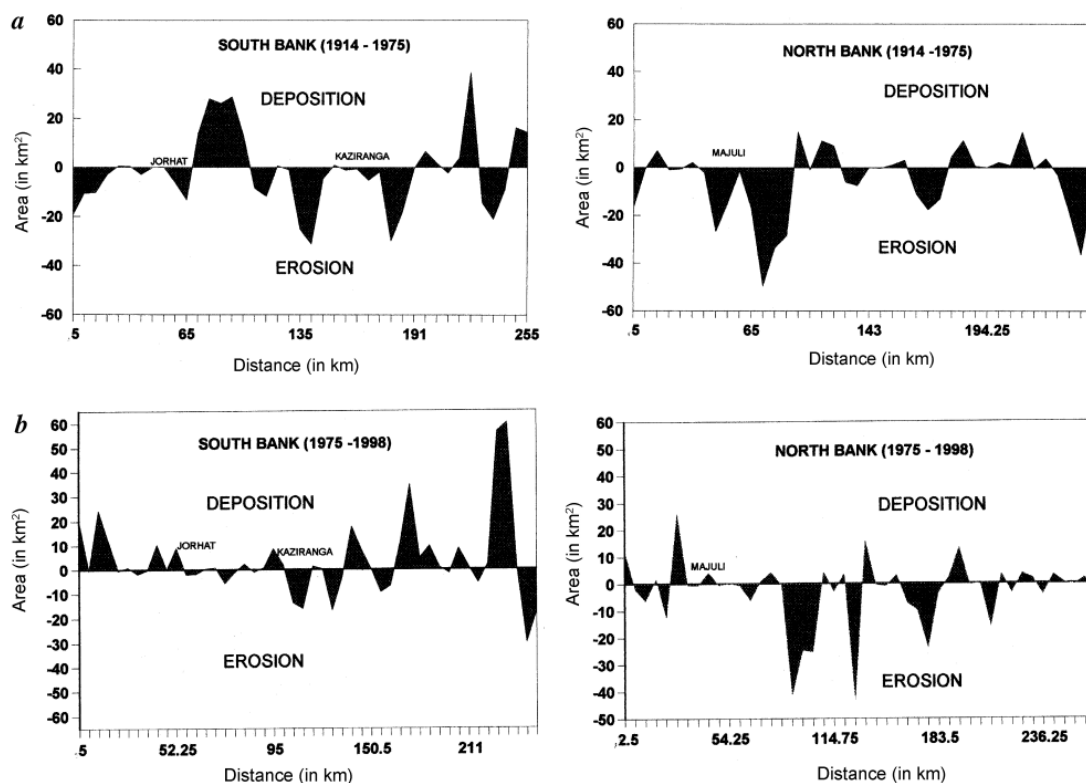 a
SOUTH BANK (1914 - 1975)
DEPOSITION
JORHAT
KAZIRANGA
EROSION
Area (in km²)
60
40
20
0
-20
-40
-60
.5
65
135
191
255
Distance (in km)
NORTH BANK (1914 -1975)
DEPOSITION
MAJULI
EROSION
Area (in km²)
60
40
20
0
-20
-40
-60
.5
65
143
194.25
Distance (in km)
b
SOUTH BANK (1975 -1998)
DEPOSITION
JORHAT
KAZIRANGA
EROSION
Area (in km²)
60
50
40
30
20
10
0
-10
-20
-30
-40
-50
-60
.5
52.25
95
150.5
211
Distance (in km)
NORTH BANK (1975 - 1998)
DEPOSITION
MAJULI
EROSION
Area (in km²)
60
50
40
30
20
10
0
-10
-20
-30
-40
-50
2.5
54.25
114.75
183.5
236.25
Distance (in km)